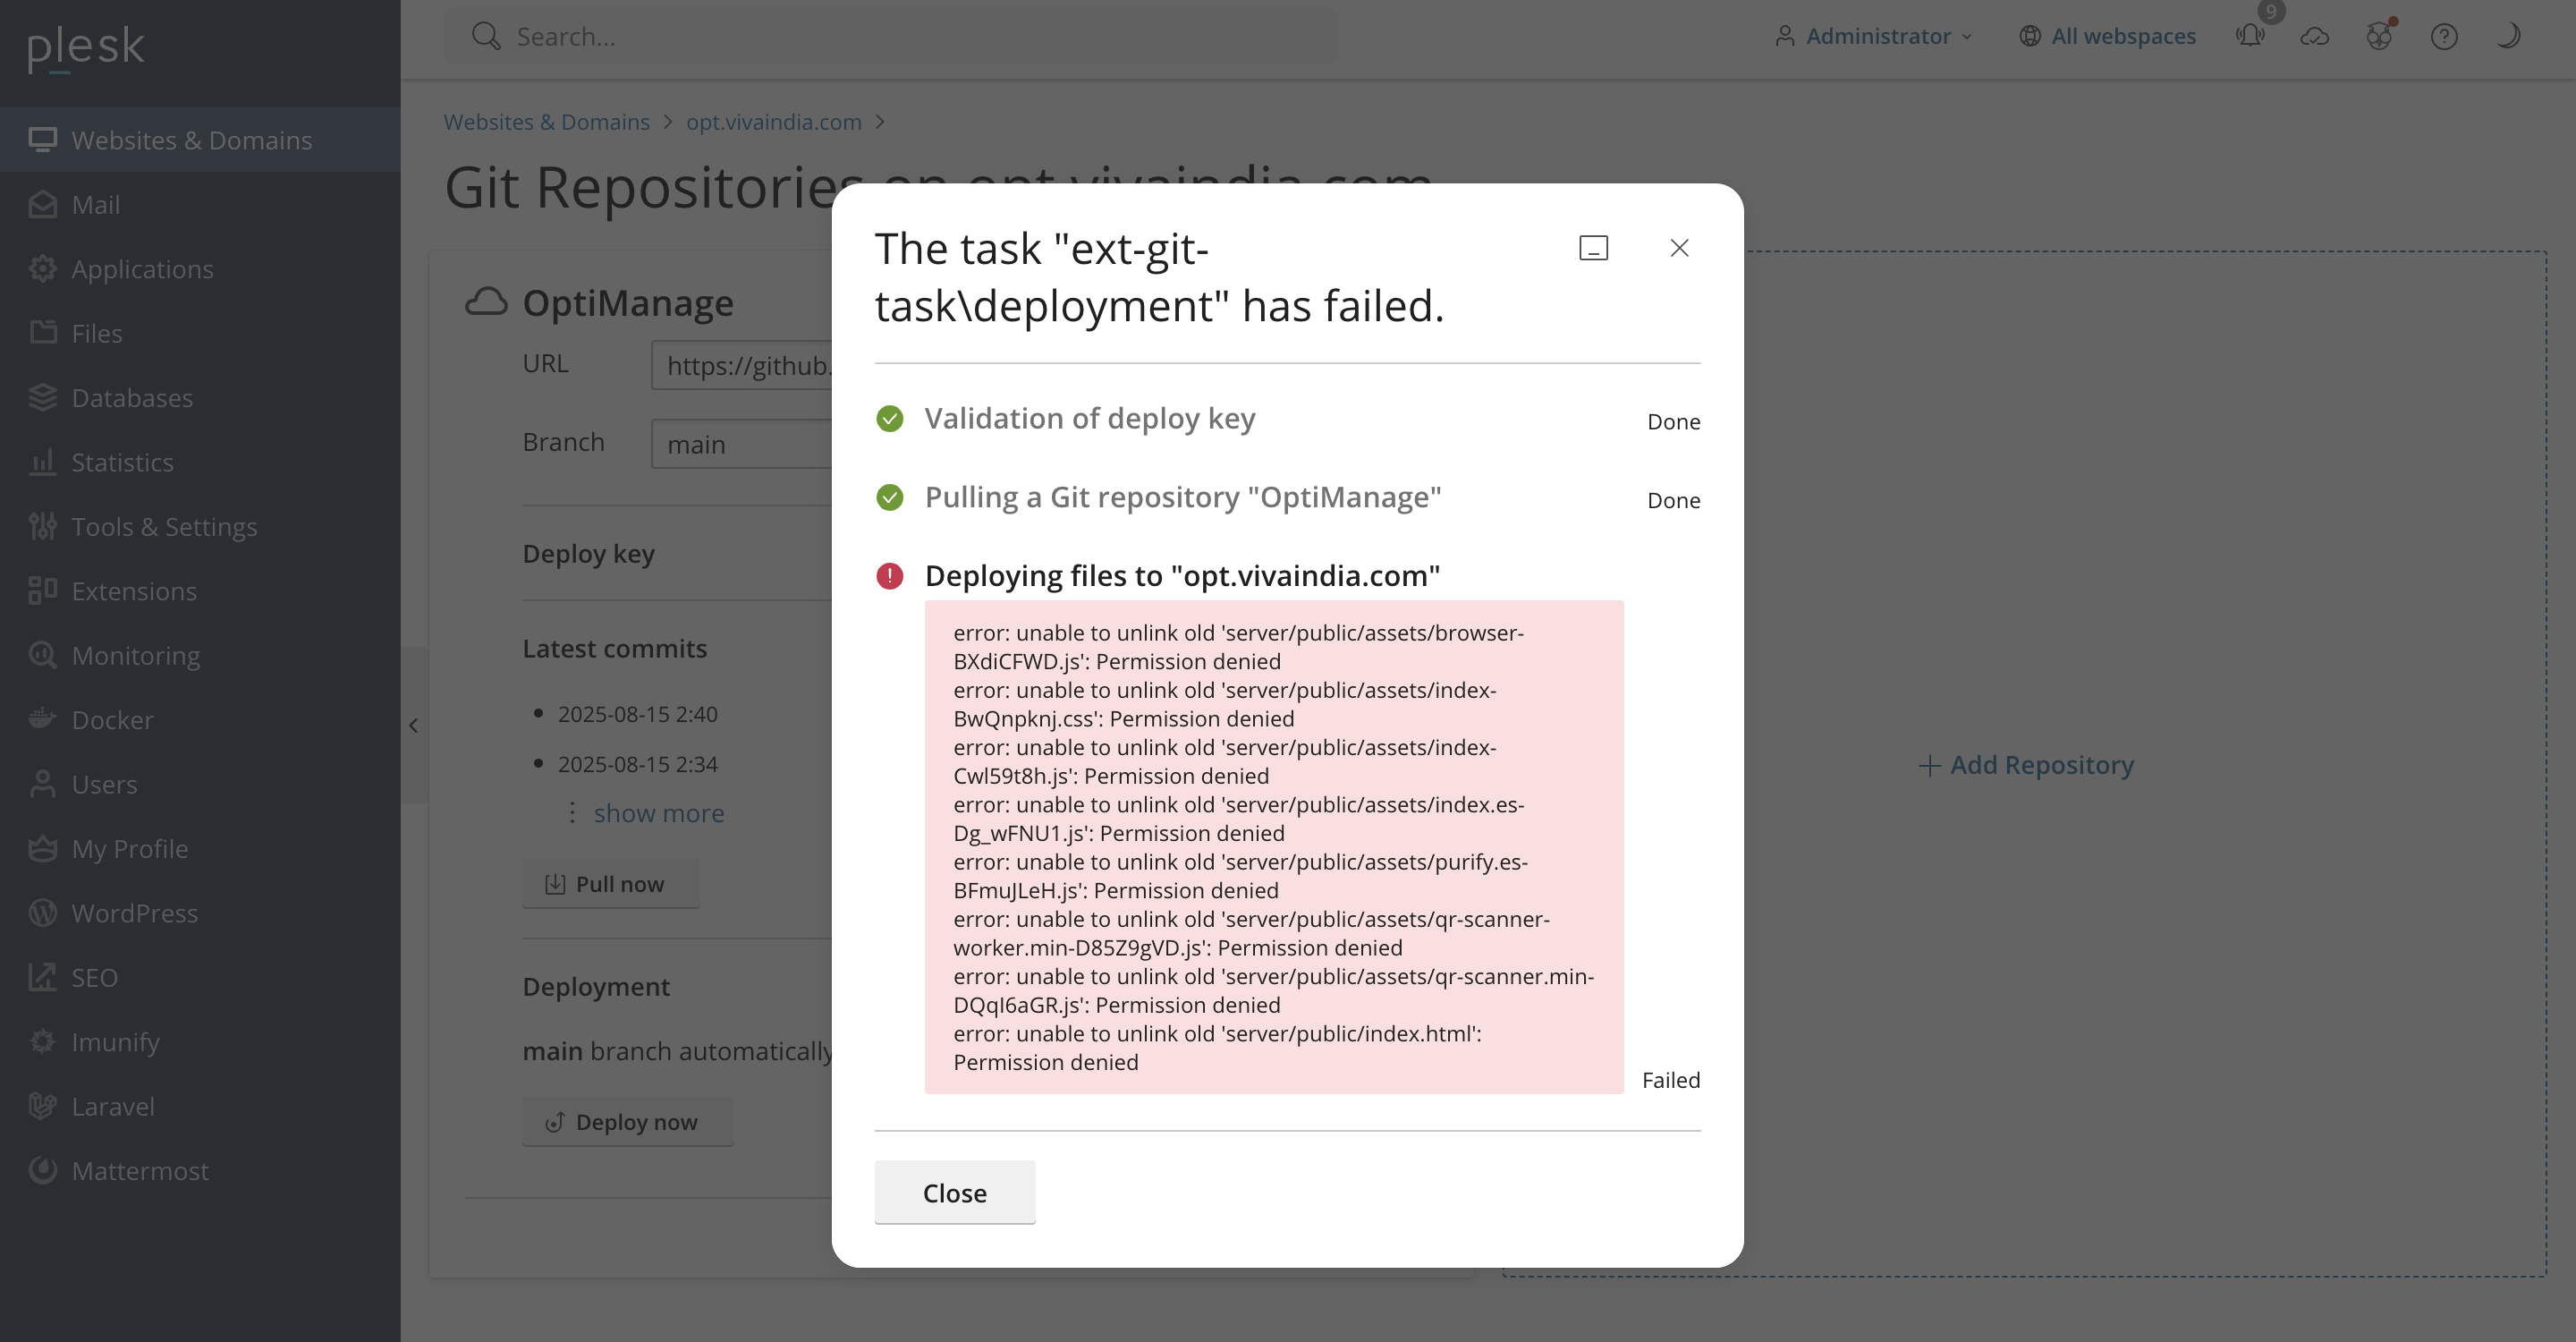 plesk
Search...
Administrator
All webspaces
9
Websites & Domains
Mail
Applications
Files
Databases
Statistics
Tools & Settings
Extensions
Monitoring
Docker
Users
My Profile
WordPress
SEO
Imunify
Laravel
Mattermost
Websites & Domains > opt.vivaindia.com >
Git Repositories on opt.vivaindia.com
OptiManage
URL
https://github.
Branch
main
Deploy key
Latest commits
2025-08-15 2:40
2025-08-15 2:34
show more
Pull now
Deployment
main branch automatically
Deploy now
+ Add Repository
The task "ext-git-
task\deployment" has failed.
Validation of deploy key
Done
Pulling a Git repository "OptiManage"
Done
Deploying files to "opt.vivaindia.com"
error: unable to unlink old 'server/public/assets/browser-
BXdiCFWD.js': Permission denied
error: unable to unlink old 'server/public/assets/index-
BwQnpknj.css': Permission denied
error: unable to unlink old 'server/public/assets/index-
Cwl59t8h.js': Permission denied
error: unable to unlink old 'server/public/assets/index.es-
Dg_wFNU1.js': Permission denied
error: unable to unlink old 'server/public/assets/purify.es-
BFmuJLeH.js': Permission denied
error: unable to unlink old 'server/public/assets/qr-scanner-
worker.min-D85Z9gVD.js': Permission denied
error: unable to unlink old 'server/public/assets/qr-scanner.min-
DQqI6aGR.js': Permission denied
error: unable to unlink old 'server/public/index.html':
Permission denied
Failed
Close